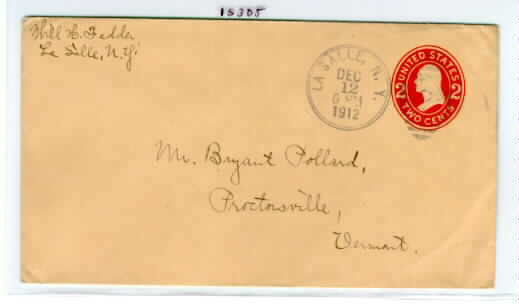 15305
Will H. Fedder
La Salle, N.Y.
LA SALLE, N.Y.
DEC
12
6 PM
1912
UNITED STATES
2 2
TWO CENTS
Mr. Bryant Pollard,
Proctorsville,
Vermont.